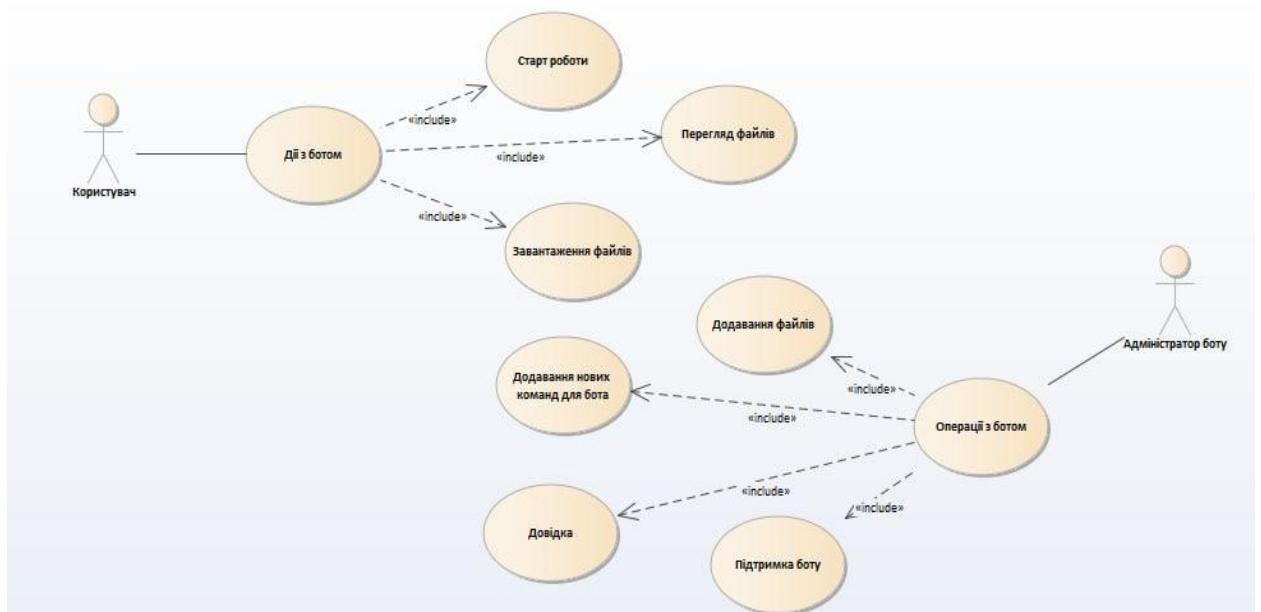 Старт роботи
«include»
Перегляд файлів
Дії з ботом
«include»
Користувач
«include»
Завантаження файлів
Додавання файлів
Адміністратор боту
«include»
Додавання нових
команд для бота
«include»
Операції з ботом
«include»
«include»
Довідка
Підтримка боту